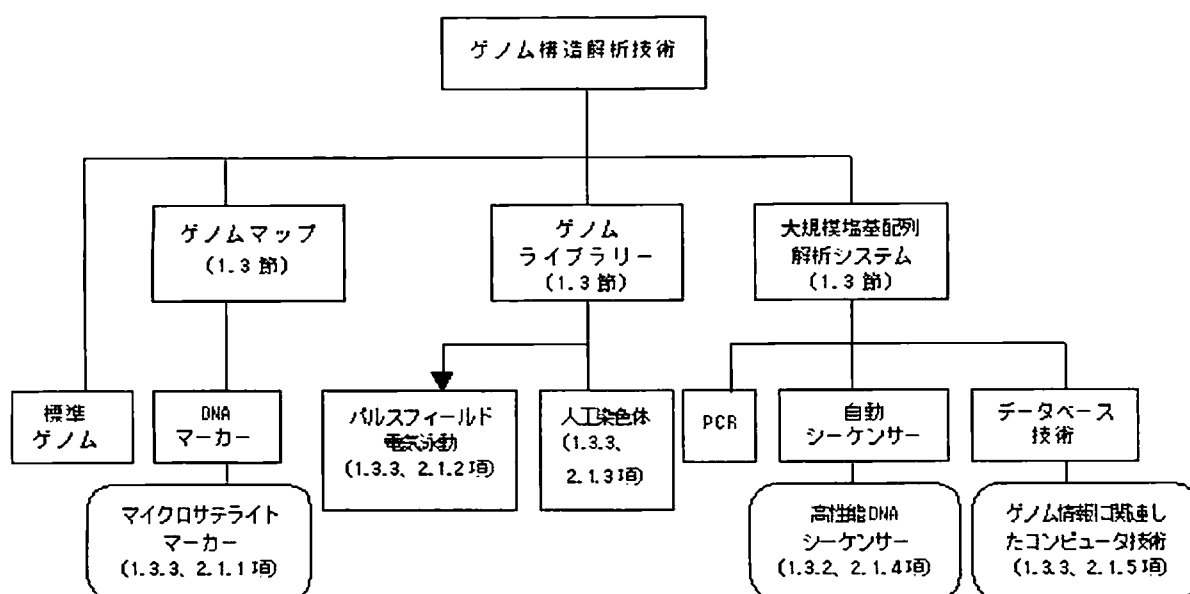 ゲノム構造解析技術
ゲノムマップ
(1.3節)
ゲノム
ライブラリー
(1.3節)
大規模塩基配列
解析システム
(1.3節)
標準
ゲノム
DNA
マーカー
パルスフィールド
電気泳動
(1.3.3、2.1.2項)
人工染色体
(1.3.3、
2.1.3項)
PCR
自動
シーケンサー
データベース
技術
マイクロサテライト
マーカー
(1.3.3、2.1.1項)
高性能DNA
シーケンサー
(1.3.2、2.1.4項)
ゲノム情報に関連し
たコンピュータ技術
(1.3.3、2.1.5項)